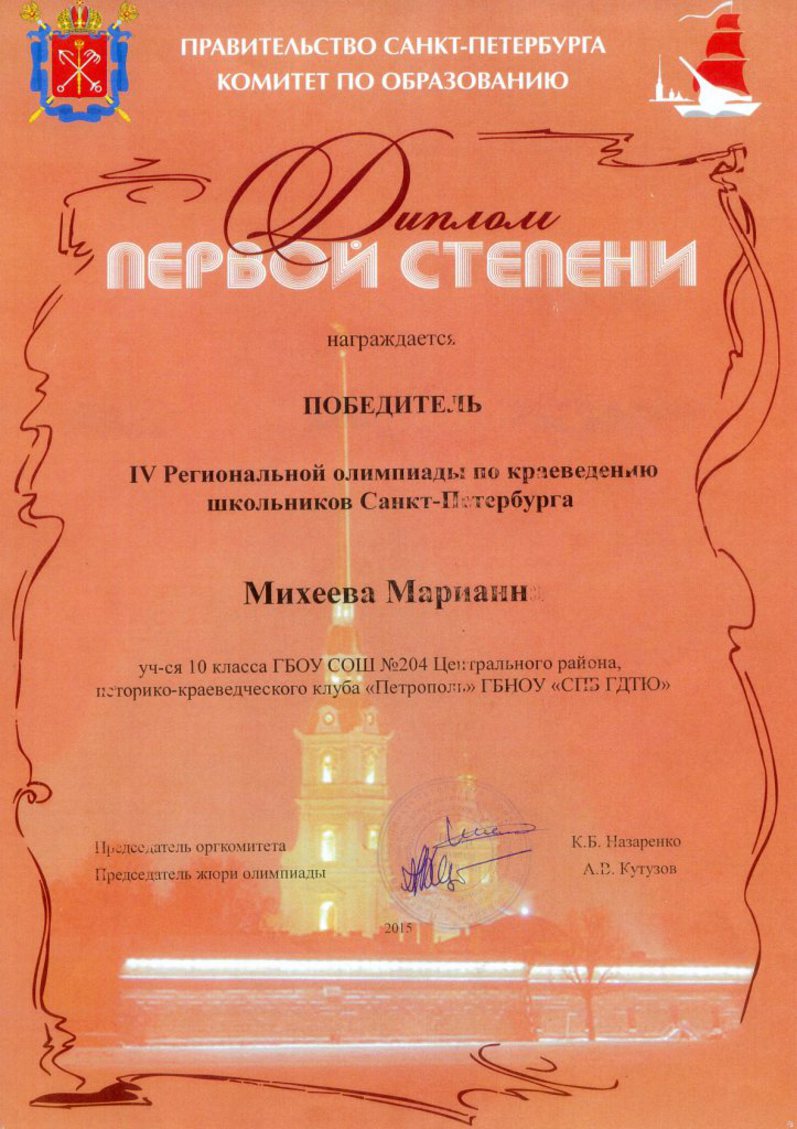 ПРАВИТЕЛЬСТВО САНКТ-ПЕТЕРБУРГА
КОМИТЕТ ПО ОБРАЗОВАНИЮ
Диплом
ПЕРВОЙ СТЕПЕНИ
награждается
ПОБЕДИТЕЛЬ
IV Региональной олимпиады по краеведению
школьников Санкт-Петербурга
Михеева Марианна
уч-ся 10 класса ГБОУ СОШ №204 Центрального района,
историко-краеведческого клуба «Петрополь» ГБНОУ «СПБ ГДТЮ»
Председатель оргкомитета К.Б. Назаренко
Председатель жюри олимпиады А.В. Кутузов
2015